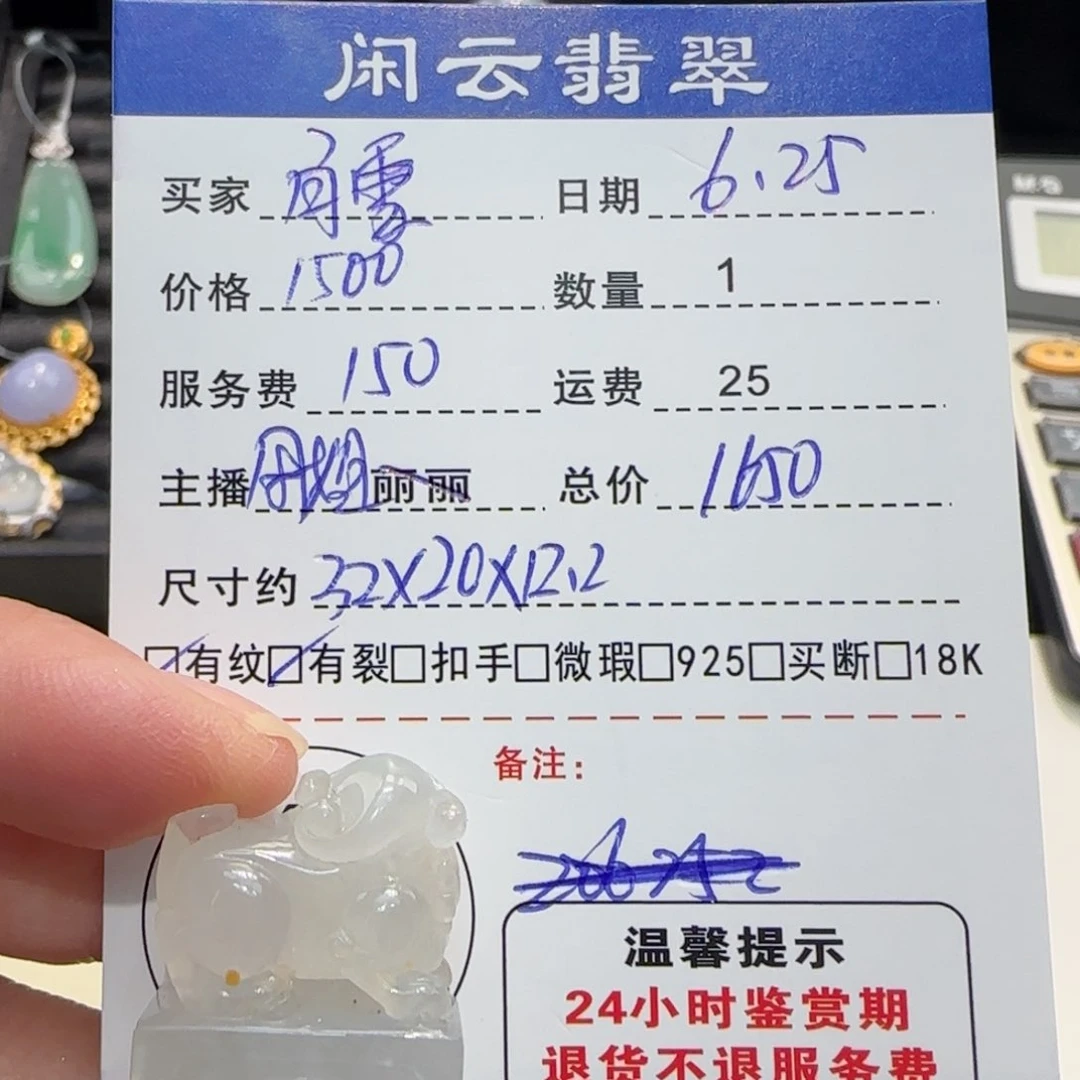 闲云翡翠
买家 日期 6.25
价格 1500 数量 1
服务费 150 运费 25
主播 丹姐 丽丽 总价 1650
尺寸约 32X20X12.2
☑有纹☑有裂□扣手□微瑕□925□买断□18K
备注:
温馨提示
24小时鉴赏期
退货不退服务费
M&G